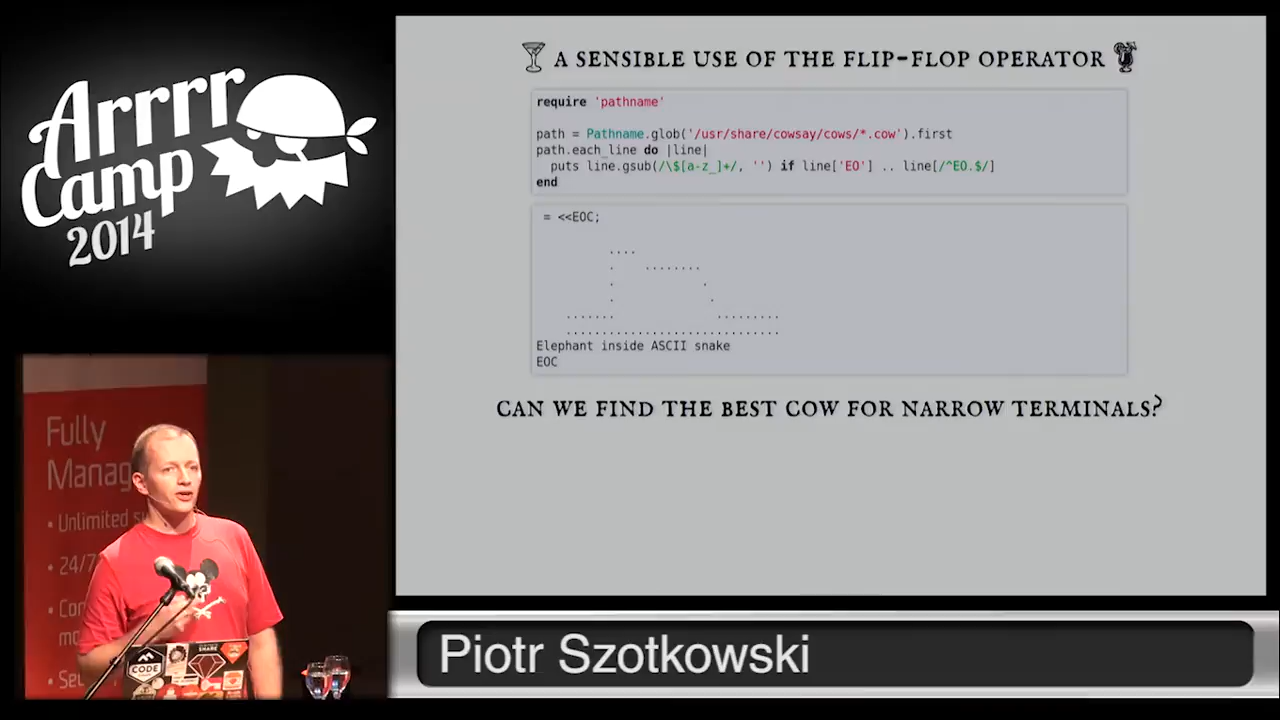 Arrrr
Camp
2014
A SENSIBLE USE OF THE FLIP-FLOP OPERATOR
require 'pathname'
path = Pathname.glob('/usr/share/cowsay/cows/*.cow').first
path.each_line do |line|
puts line.gsub(/\$[a-z_]+/, '') if line['EO'] .. line[/^EO.$/]
end
= <<EOC;
....
. ........
. .
. .
....... .........
..............................
Elephant inside ASCII snake
EOC
CAN WE FIND THE BEST COW FOR NARROW TERMINALS?
Fully
• Unlimited
• 24/7
CODE
SHARE
Piotr Szotkowski